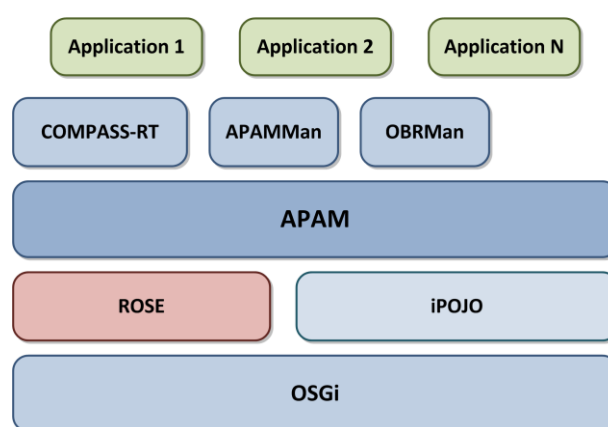 Application 1
Application 2
Application N
COMPASS-RT
APAMMan
OBRMan
APAM
ROSE
iPOJO
OSGi